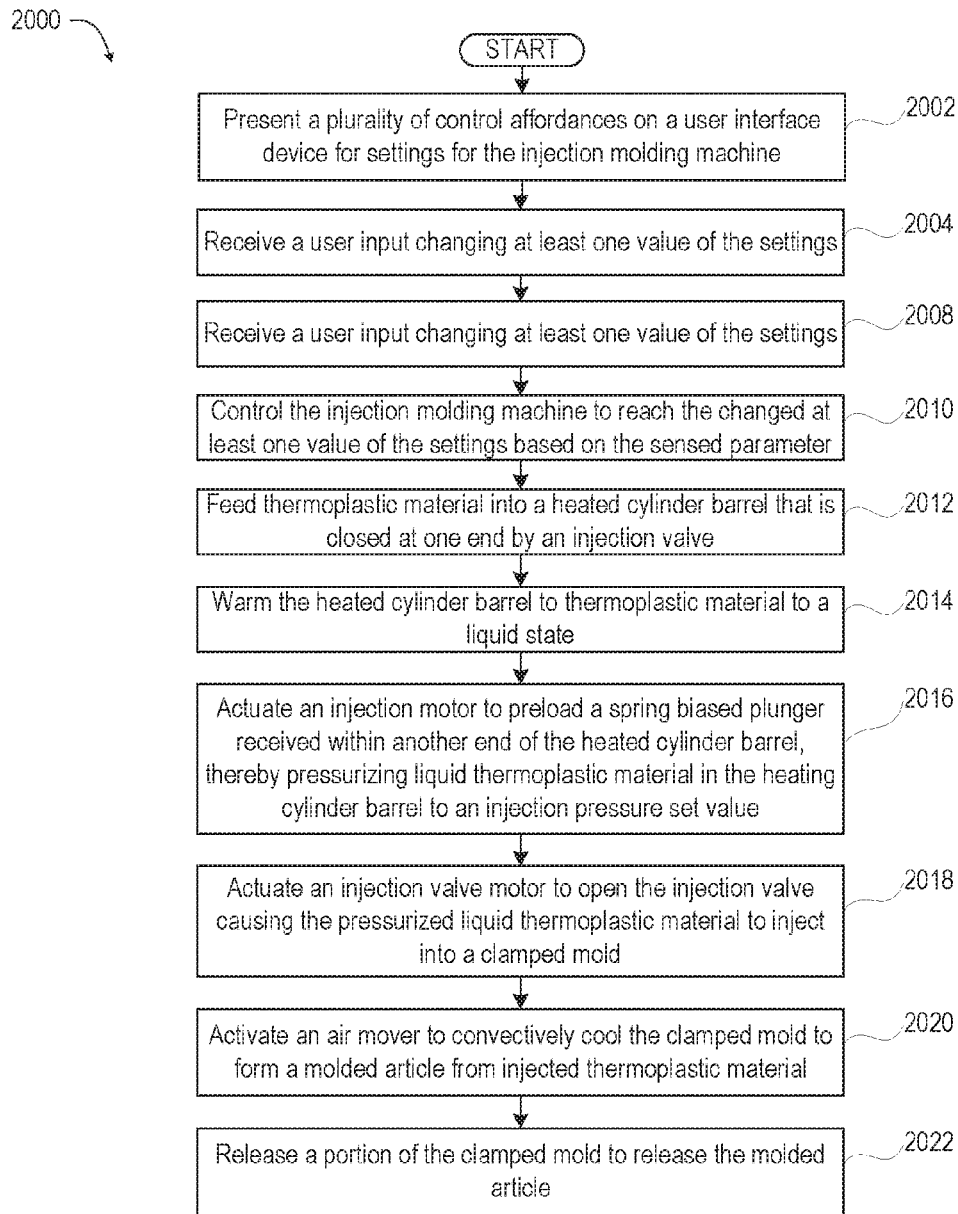 2000
START
Present a plurality of control affordances on a user interface
device for settings for the injection molding machine
2002
Receive a user input changing at least one value of the settings
2004
Receive a user input changing at least one value of the settings
2008
Control the injection molding machine to reach the changed at
least one value of the settings based on the sensed parameter
2010
Feed thermoplastic material into a heated cylinder barrel that is
closed at one end by an injection valve
2012
Warm the heated cylinder barrel to thermoplastic material to a
liquid state
2014
Actuate an injection motor to preload a spring biased plunger
received within another end of the heated cylinder barrel,
thereby pressurizing liquid thermoplastic material in the heating
cylinder barrel to an injection pressure set value
2016
Actuate an injection valve motor to open the injection valve
causing the pressurized liquid thermoplastic material to inject
into a clamped mold
2018
Activate an air mover to convectively cool the clamped mold to
form a molded article from injected thermoplastic material
2020
Release a portion of the clamped mold to release the molded
article
2022